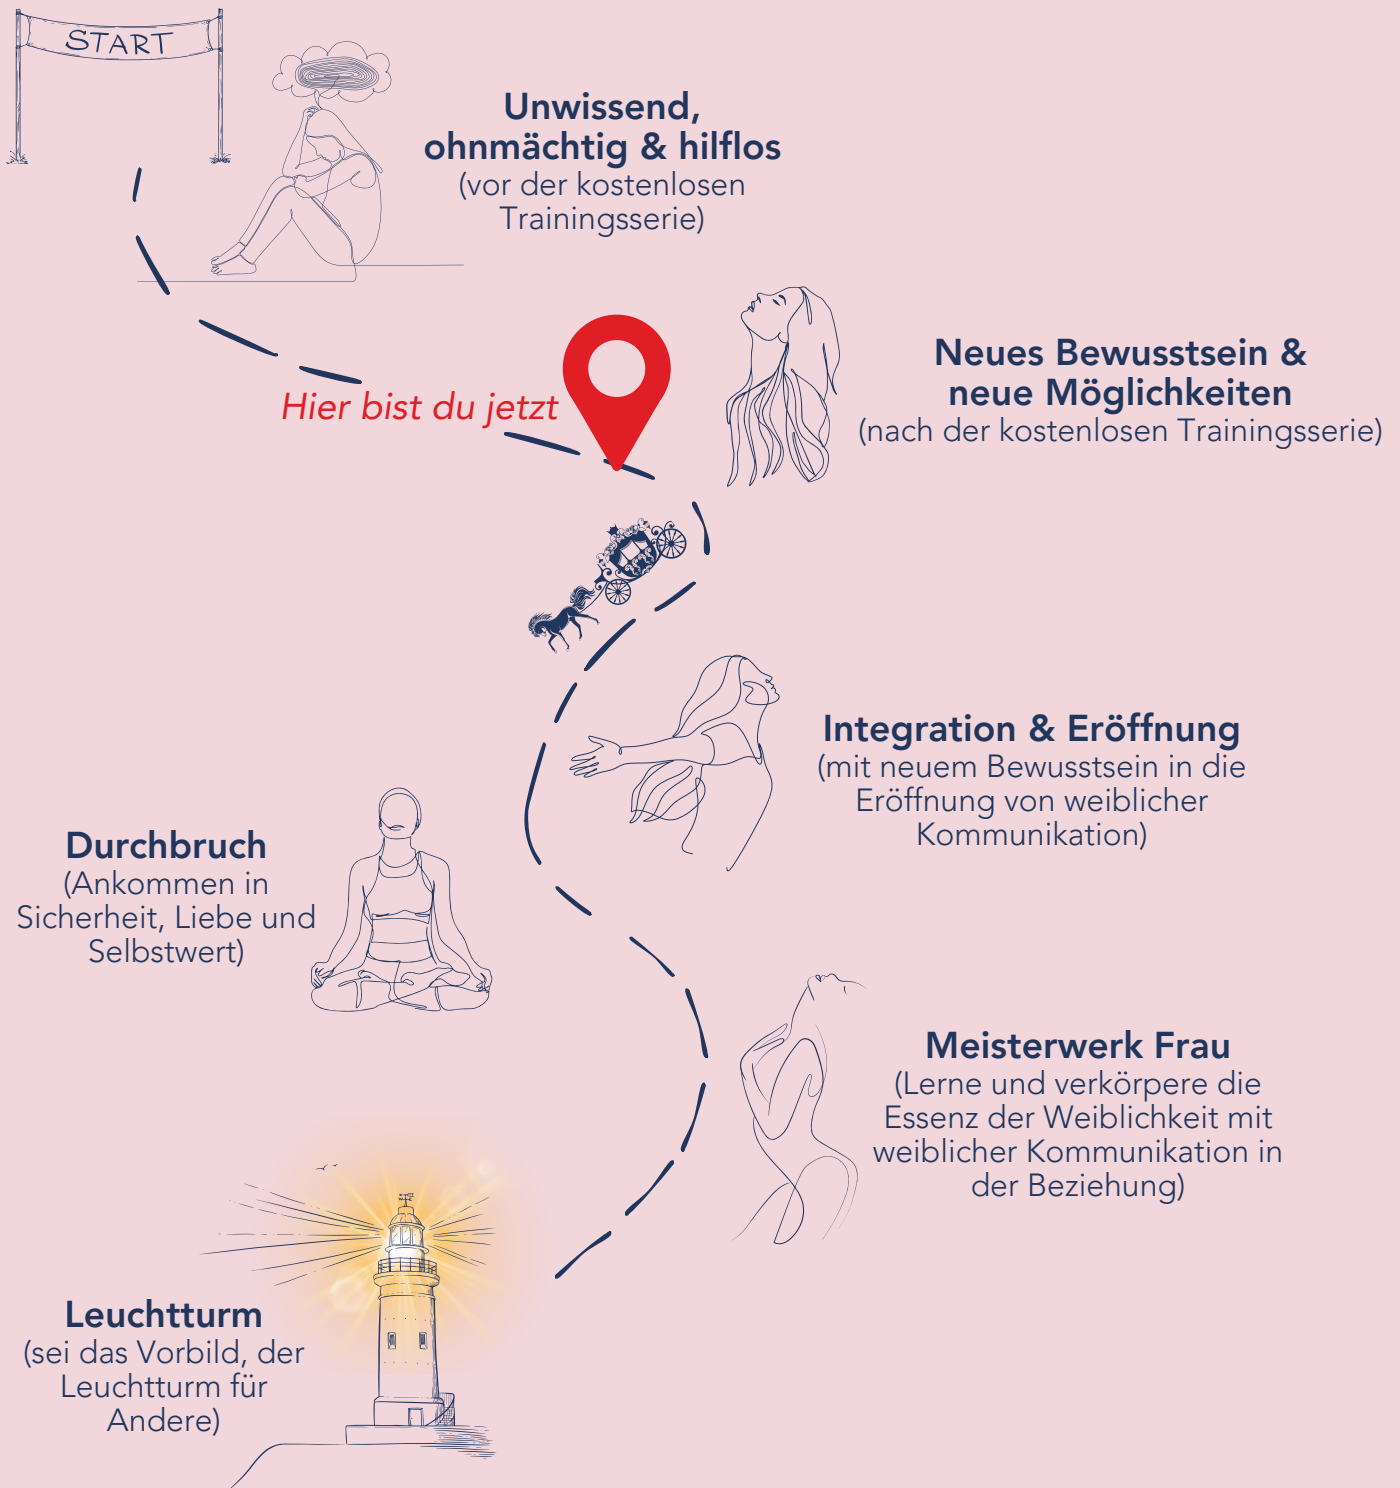 START
Unwissend,
ohnmächtig & hilflos
(vor der kostenlosen
Trainingsserie)
Hier bist du jetzt
Neues Bewusstsein &
neue Möglichkeiten
(nach der kostenlosen Trainingsserie)
Integration & Eröffnung
(mit neuem Bewusstsein in die
Eröffnung von weiblicher
Kommunikation)
Durchbruch
(Ankommen in
Sicherheit, Liebe und
Selbstwert)
Meisterwerk Frau
(Lerne und verkörpere die
Essenz der Weiblichkeit mit
weiblicher Kommunikation in
der Beziehung)
Leuchtturm
(sei das Vorbild, der
Leuchtturm für
Andere)